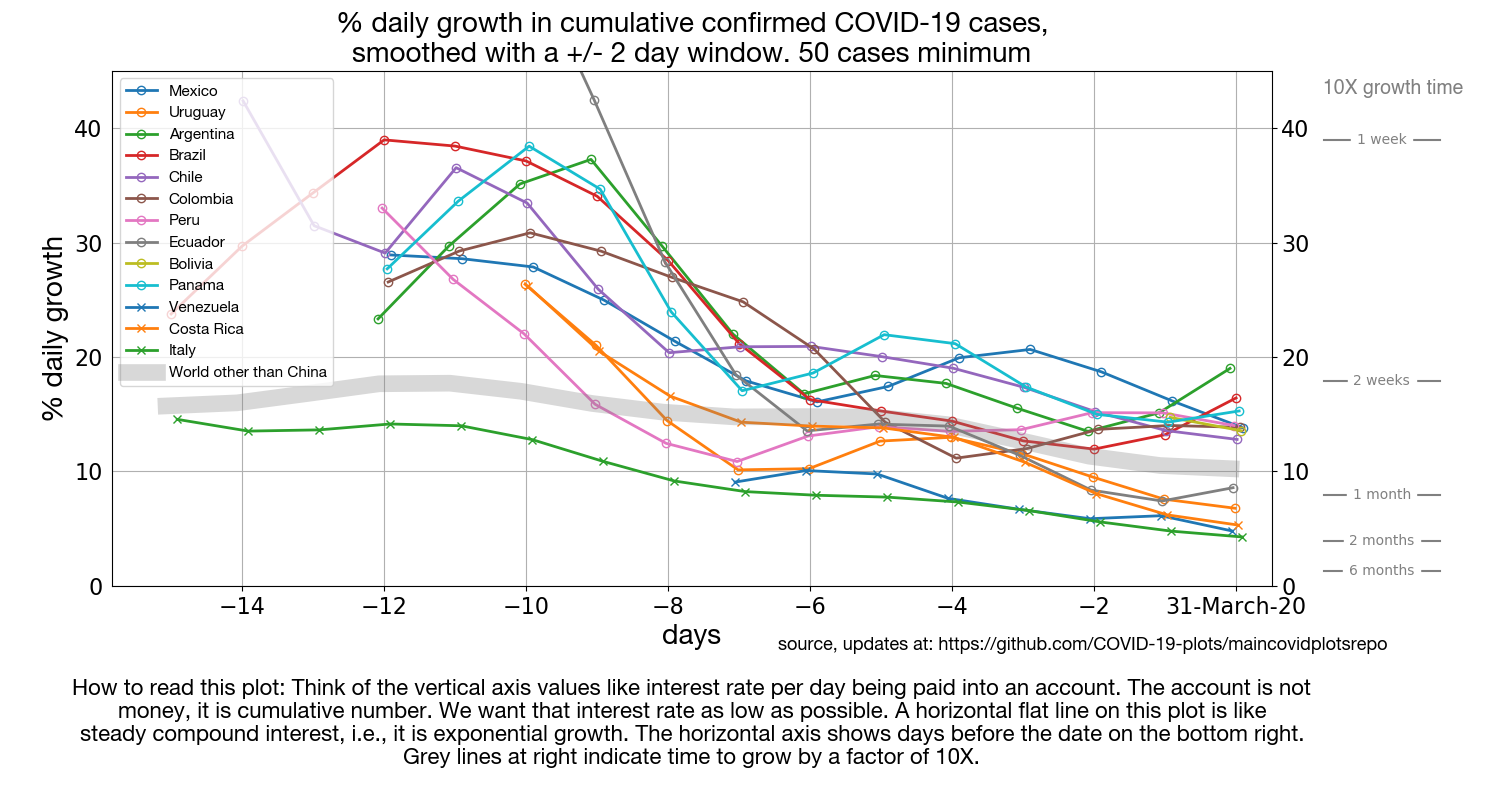 % daily growth in cumulative confirmed COVID-19 cases,
smoothed with a +/- 2 day window. 50 cases minimum
10X growth time
Mexico
Uruguay
Argentina
Brazil
Chile
Colombia
Peru
Ecuador
Bolivia
Panama
Venezuela
Costa Rica
Italy
World other than China
% daily growth
40
30
20
10
0
40
30
20
10
0
1 week
2 weeks
1 month
2 months
6 months
−14 −12 −10 −8 −6 −4 −2 31-March-20
days
source, updates at: https://github.com/COVID-19-plots/maincovidplotsrepo
How to read this plot: Think of the vertical axis values like interest rate per day being paid into an account. The account is not
money, it is cumulative number. We want that interest rate as low as possible. A horizontal flat line on this plot is like
steady compound interest, i.e., it is exponential growth. The horizontal axis shows days before the date on the bottom right.
Grey lines at right indicate time to grow by a factor of 10X.